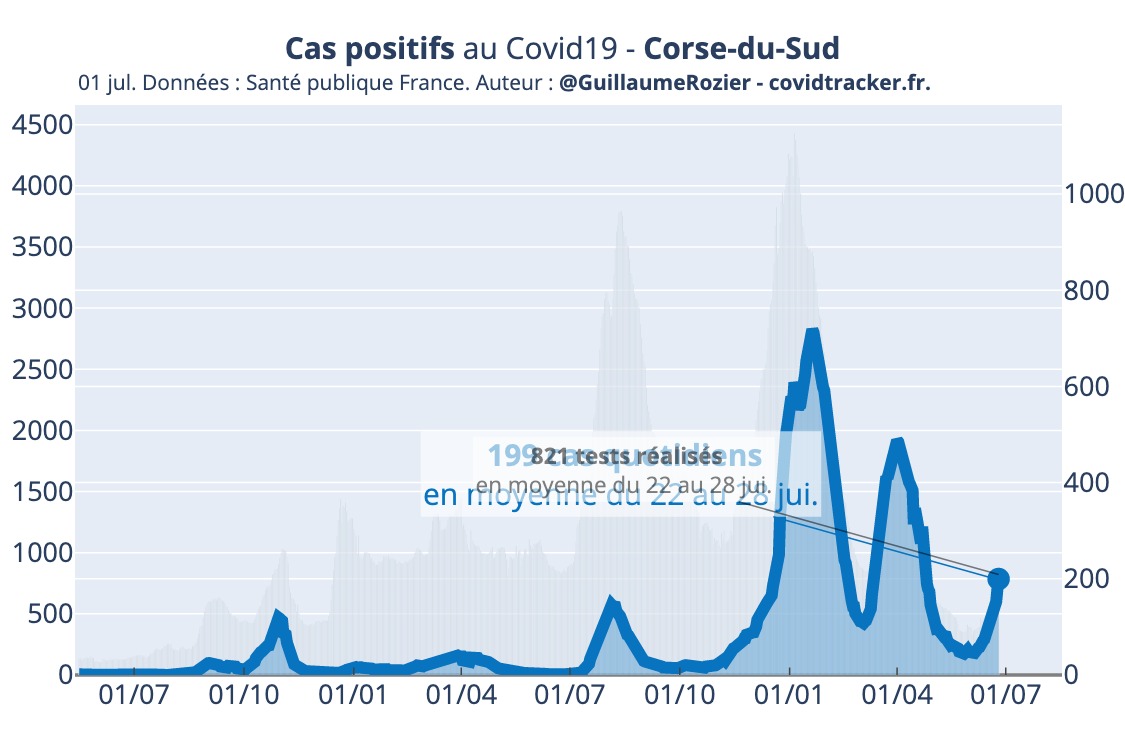 Cas positifs au Covid19 - Corse-du-Sud
01 jul. Données : Santé publique France. Auteur : @GuillaumeRozier - covidtracker.fr.
4500
4000
3500
3000
2500
2000
1500
1000
500
0
1000
800
600
400
200
0
199 cas quotidiens
en moyenne du 22 au 28 jui.
821 tests réalisés
en moyenne du 22 au 28 jui.
01/07 01/10 01/01 01/04 01/07 01/10 01/01 01/04 01/07